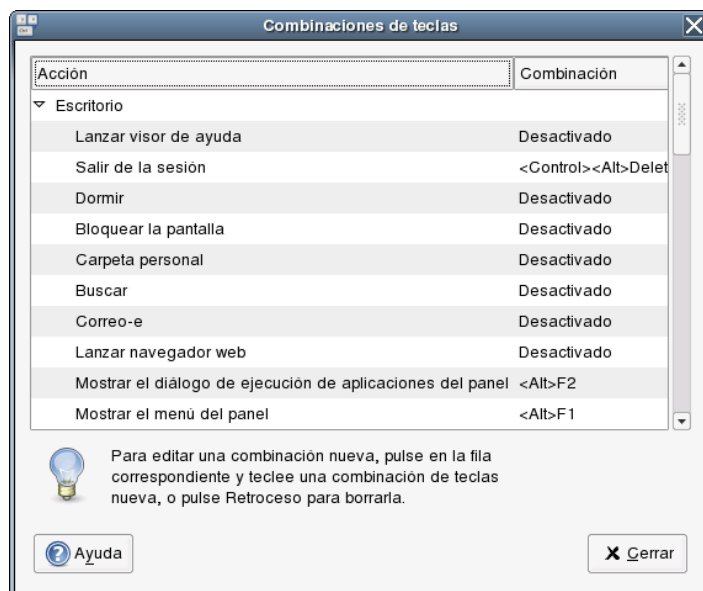 Combinaciones de teclas
Acción Combinación
Escritorio
Lanzar visor de ayuda Desactivado
Salir de la sesión <Control><Alt>Delet
Dormir Desactivado
Bloquear la pantalla Desactivado
Carpeta personal Desactivado
Buscar Desactivado
Correo-e Desactivado
Lanzar navegador web Desactivado
Mostrar el diálogo de ejecución de aplicaciones del panel <Alt>F2
Mostrar el menú del panel <Alt>F1
Para editar una combinación nueva, pulse en la fila
correspondiente y teclee una combinación de teclas
nueva, o pulse Retroceso para borrarla.
Ayuda Cerrar